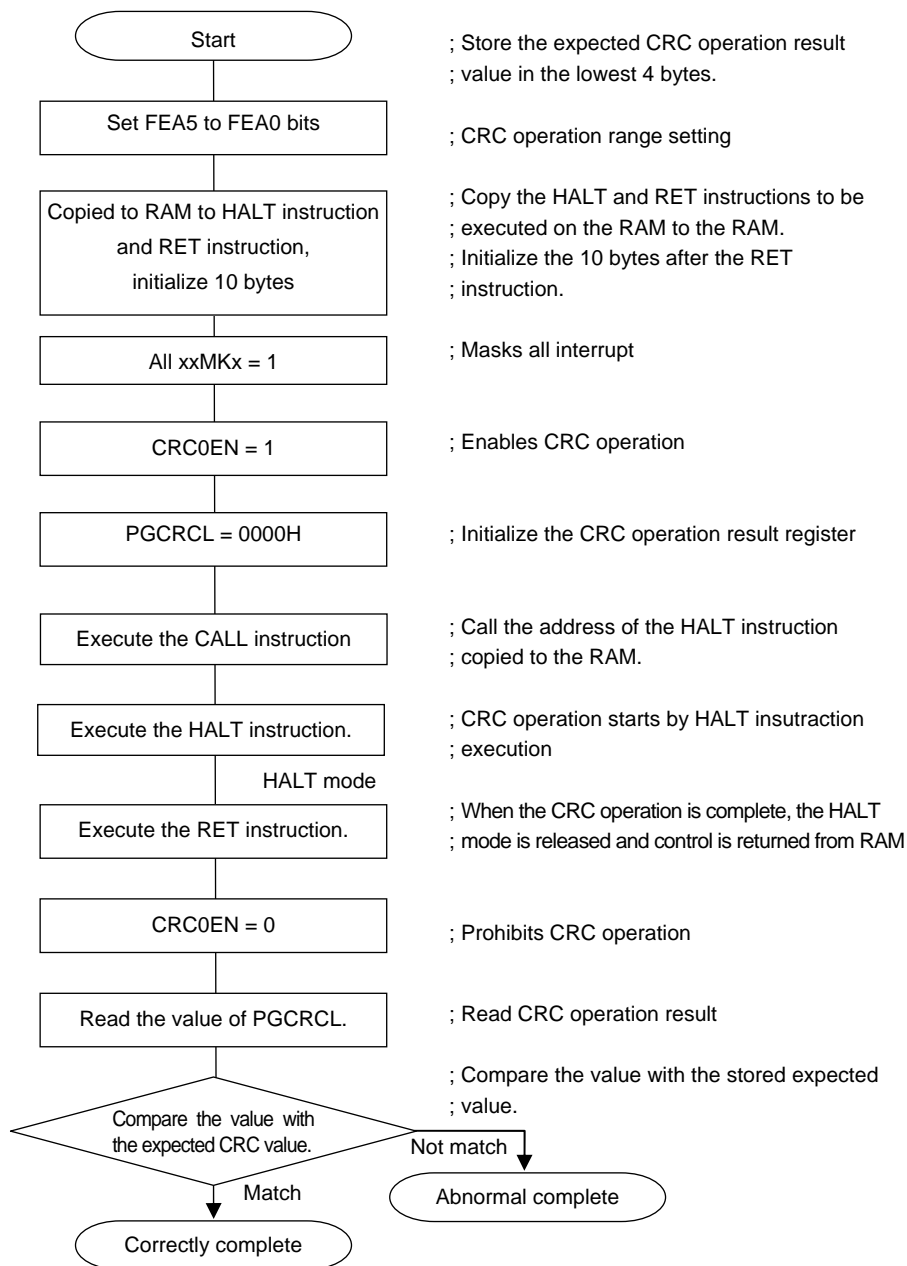 Start
; Store the expected CRC operation result
; value in the lowest 4 bytes.
Set FEA5 to FEA0 bits
; CRC operation range setting
Copied to RAM to HALT instruction
and RET instruction,
initialize 10 bytes
; Copy the HALT and RET instructions to be
; executed on the RAM to the RAM.
; Initialize the 10 bytes after the RET
; instruction.
All xxMKx = 1
; Masks all interrupt
CRC0EN = 1
; Enables CRC operation
PGCRCL = 0000H
; Initialize the CRC operation result register
Execute the CALL instruction
; Call the address of the HALT instruction
; copied to the RAM.
Execute the HALT instruction.
; CRC operation starts by HALT insutraction
; execution
HALT mode
Execute the RET instruction.
; When the CRC operation is complete, the HALT
; mode is released and control is returned from RAM
CRC0EN = 0
; Prohibits CRC operation
Read the value of PGCRCL.
; Read CRC operation result
; Compare the value with the stored expected
; value.
Compare the value with
the expected CRC value.
Not match
Match
Abnormal complete
Correctly complete